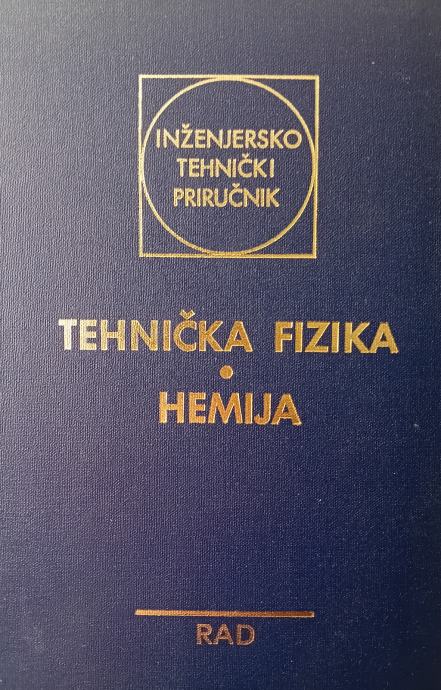 INŽENJERSKO
TEHNIČKI
PRIRUČNIK
TEHNIČKA FIZIKA
•
HEMIJA
RAD